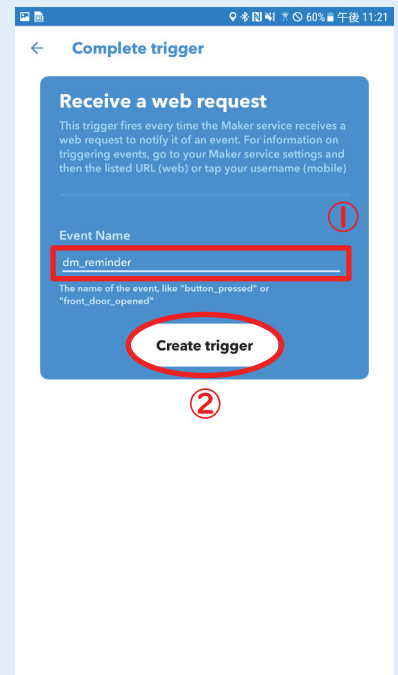 60% 午後 11:21
Complete trigger
Receive a web request
This trigger fires every time the Maker service receives a
web request to notify it of an event. For information on
triggering events, go to your Maker service settings and
then the listed URL (web) or tap your username (mobile)
①
Event Name
dm_reminder
The name of the event, like "button_pressed" or
"front_door_opened"
Create trigger
②